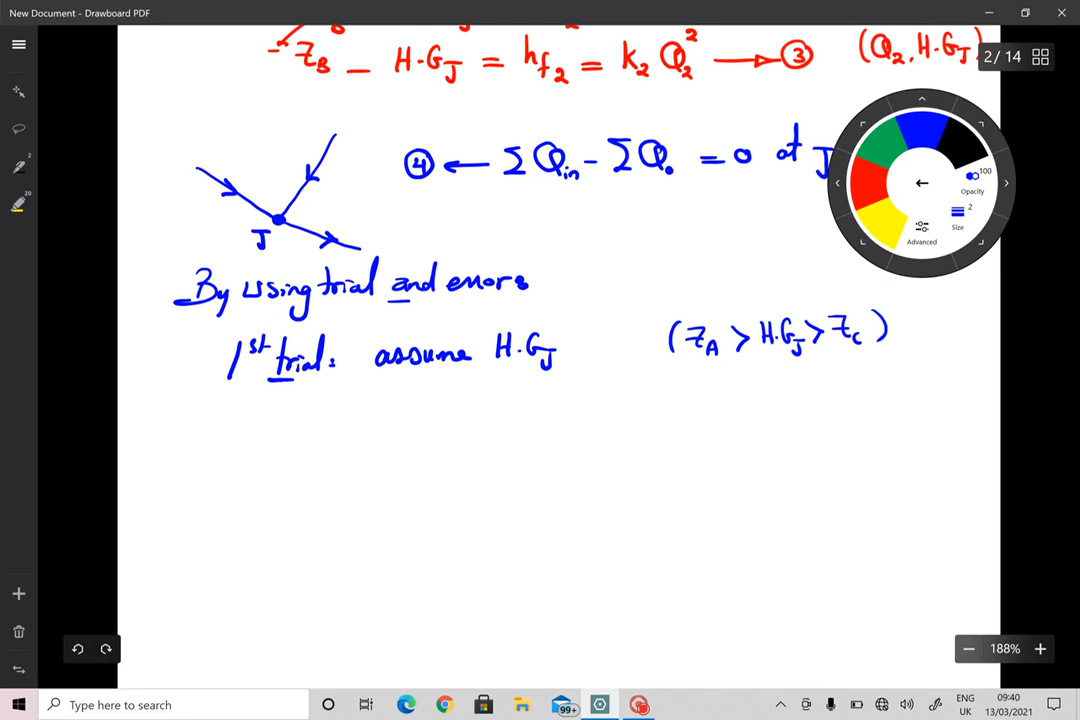 New Document - Drawboard PDF
Z_B - H.G_J = h_f2 = K_2 Q_2^2 → ③ (Q_2, H.G_J)
2 / 14
④ ← ΣQ_in - ΣQ_o = 0 at J
J
100
Opacity
2
Size
Advanced
By using trial and errors
1st trial: assume H.G_J (Z_A > H.G_J > Z_C)
2
20
188%
Type here to search
99+
ENG
UK
09:40
13/03/2021